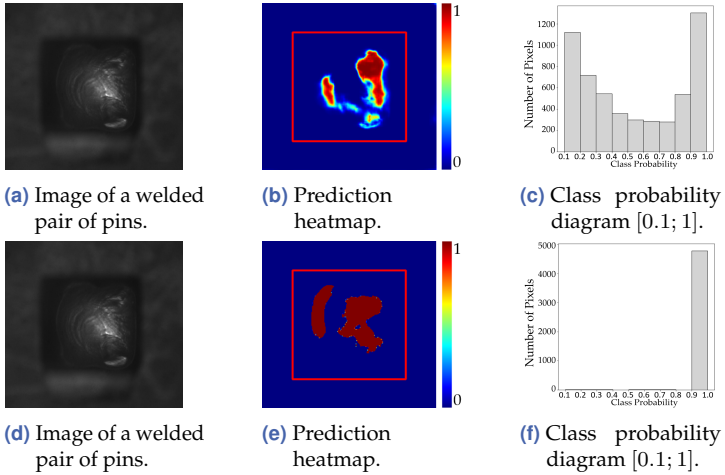 1
0
1200
1000
800
600
400
200
0
Number of Pixels
0.1 0.2 0.3 0.4 0.5 0.6 0.7 0.8 0.9 1.0
Class Probability
(a) Image of a welded
pair of pins.
(b) Prediction
heatmap.
(c) Class probability
diagram [0.1; 1].
1
0
5000
4000
3000
2000
1000
0
Number of Pixels
0.1 0.2 0.3 0.4 0.5 0.6 0.7 0.8 0.9 1.0
Class Probability
(d) Image of a welded
pair of pins.
(e) Prediction
heatmap.
(f) Class probability
diagram [0.1; 1].